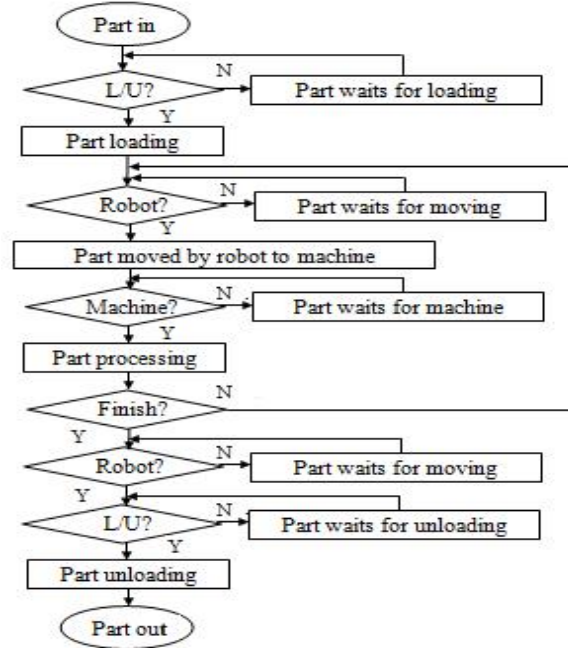 Part in
N
L/U?
Part waits for loading
Y
Part loading
N
Robot?
Part waits for moving
Y
Part moved by robot to machine
N
Machine?
Part waits for machine
Y
Part processing
N
Finish?
Y
N
Robot?
Part waits for moving
Y
N
L/U?
Part waits for unloading
Y
Part unloading
Part out